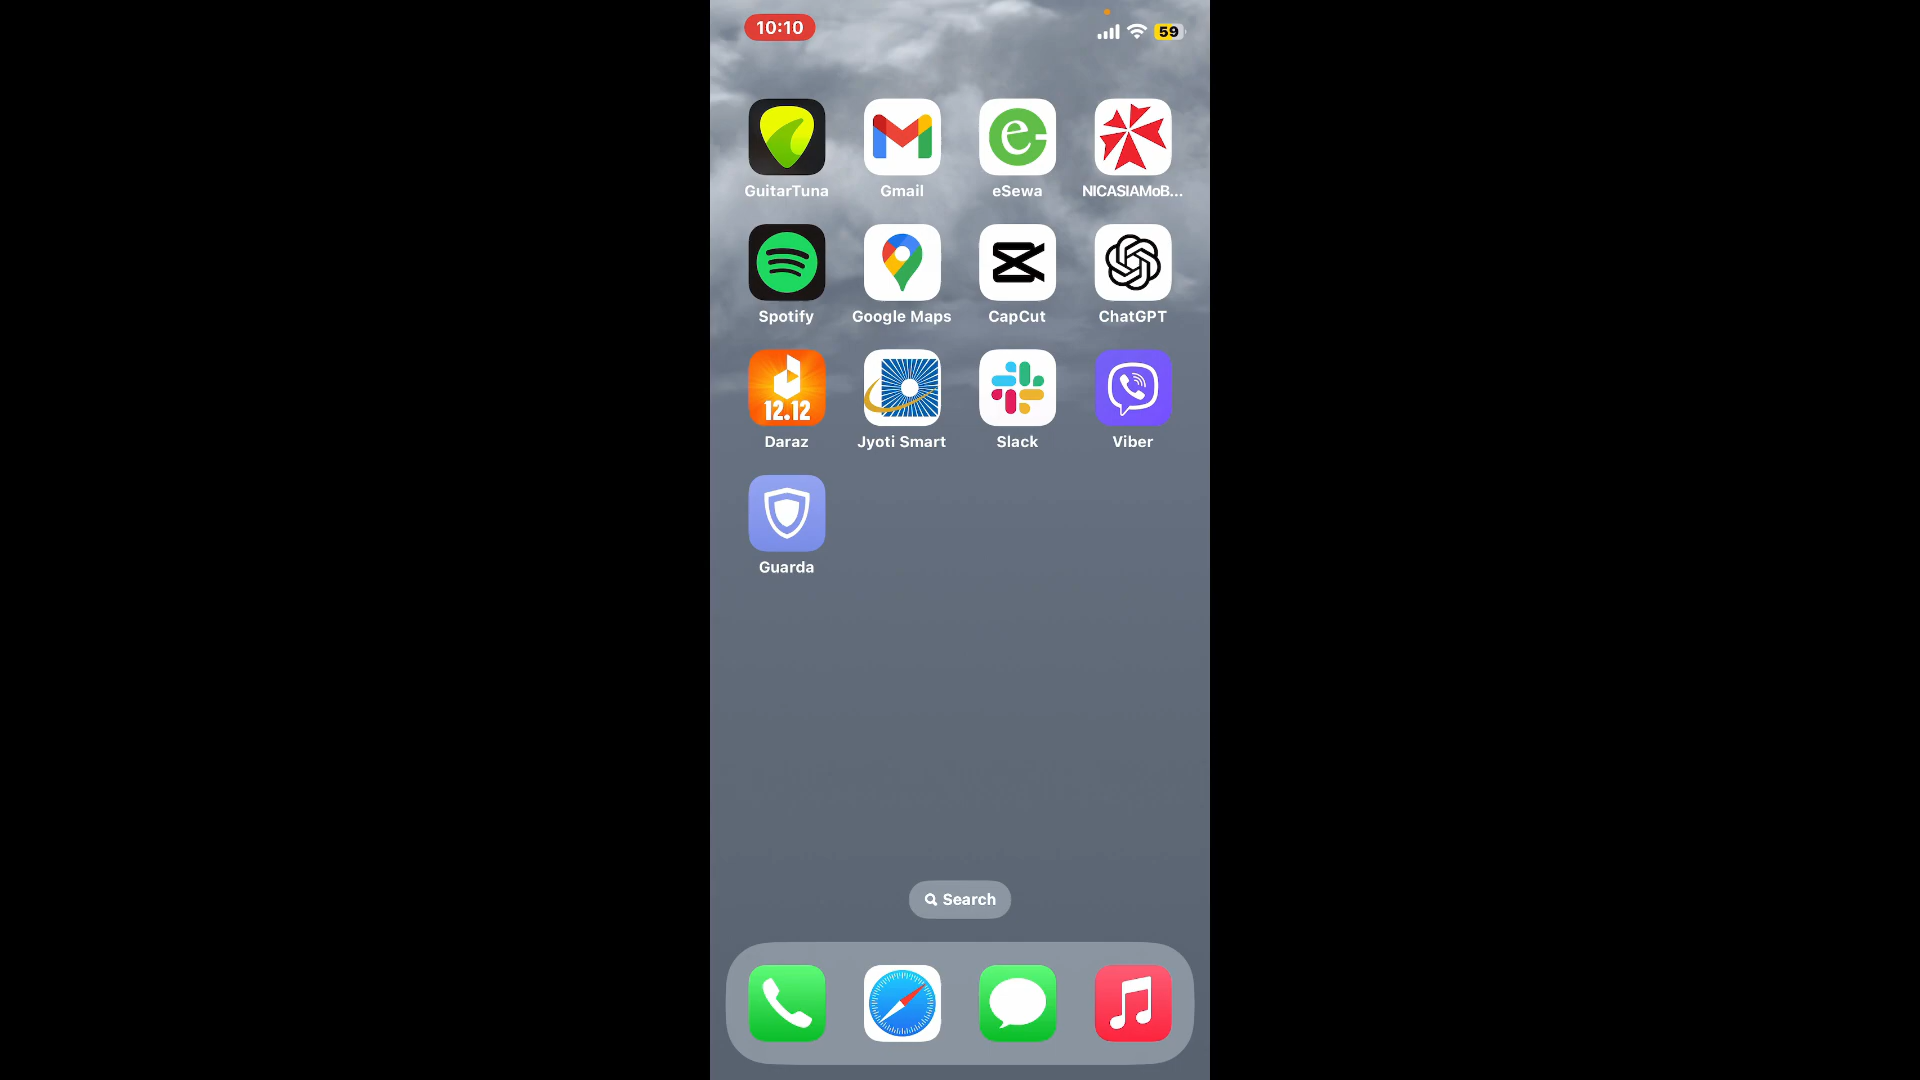 10:10
59
GuitarTuna
Gmail
eSewa
NICASIAMoB...
Spotify
Google Maps
CapCut
ChatGPT
12.12
Daraz
Jyoti Smart
Slack
Viber
Guarda
Search